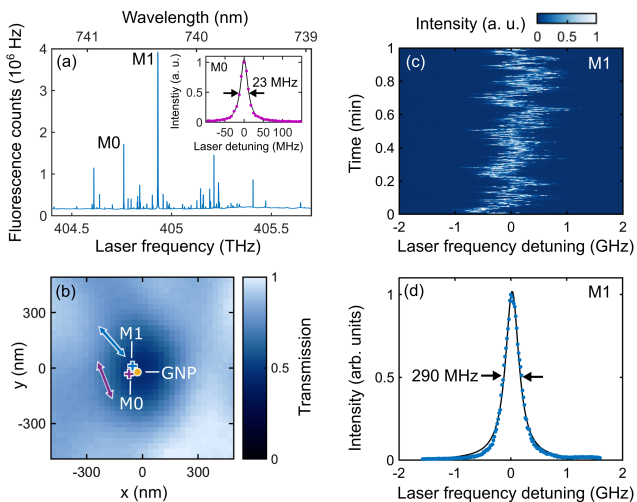 Wavelength (nm)
741 740 739
Fluorescence counts (10⁶ Hz)
4
3
2
1
0
(a)
M1
M0
404.5 405 405.5
Laser frequency (THz)
M0
23 MHz
Intenstiy (a. u.)
1
0.5
0
-50 0 50 100
Laser detuning (MHz)
Intensity (a. u.)
0 1
(c)
M1
Time (min)
1
0.8
0.6
0.4
0.2
0
-2 -1 0 1 2
Laser frequency detuning (GHz)
(b)
M1
GNP
M0
y (nm)
300
0
-300
-300 0 300
x (nm)
1
0.5
0
Transmission
(d)
M1
290 MHz
Intensity (arb. units)
1
0.5
0
-2 -1 0 1 2
Laser frequency detuning (GHz)